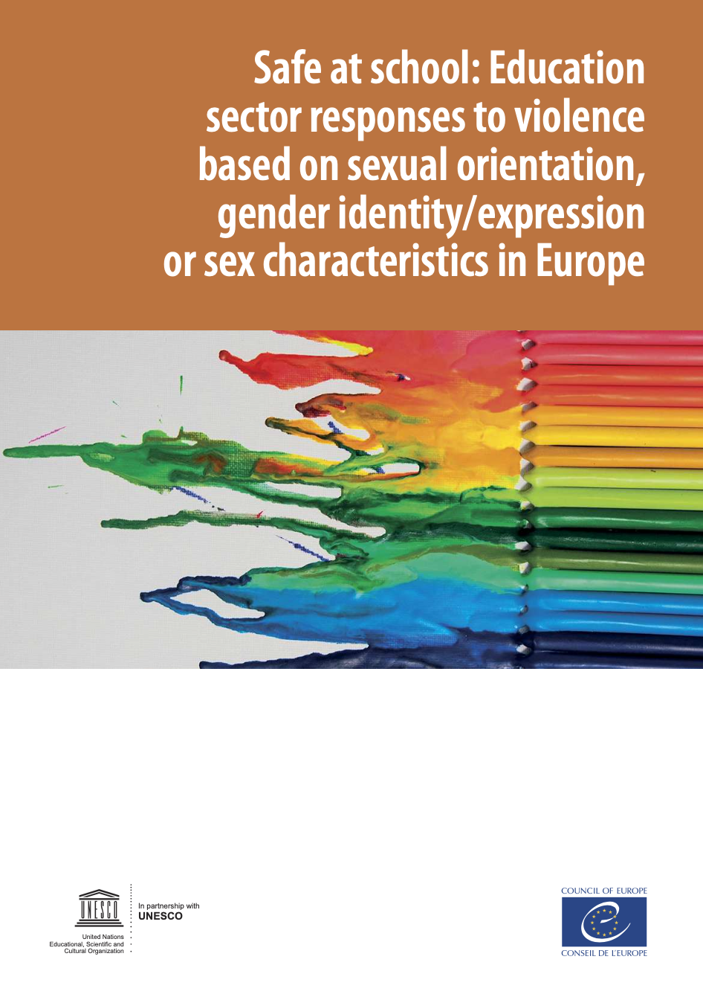 Safe at school: Education
sector responses to violence
based on sexual orientation,
gender identity/expression
or sex characteristics in Europe
UNESCO
United Nations
Educational, Scientific and
Cultural Organization
In partnership with
UNESCO
COUNCIL OF EUROPE
CONSEIL DE L'EUROPE